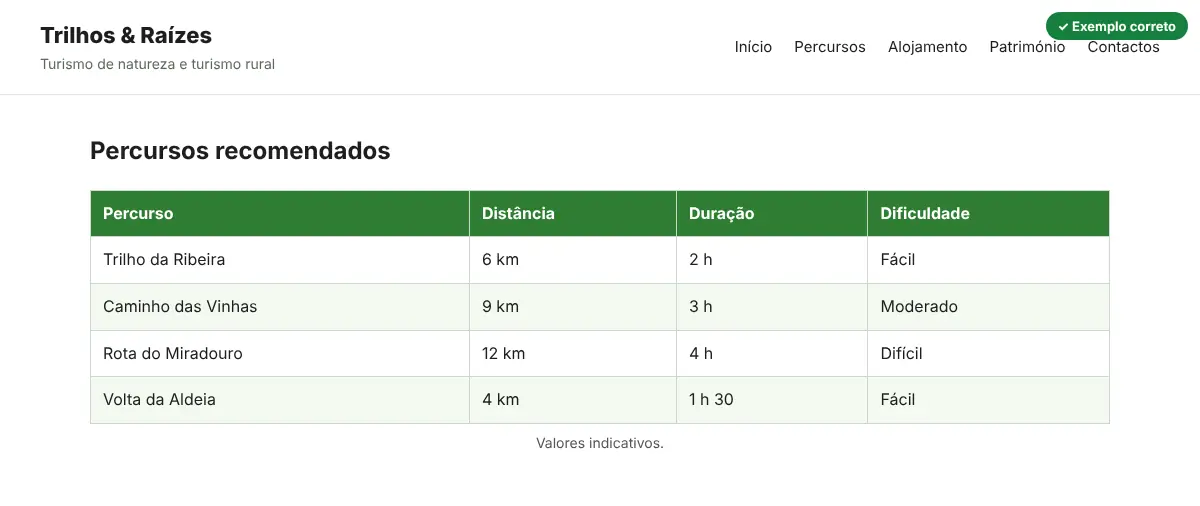 Trilhos & Raízes
Turismo de natureza e turismo rural
✓ Exemplo correto
Início Percursos Alojamento Património Contactos
Percursos recomendados
Percurso Distância Duração Dificuldade
Trilho da Ribeira 6 km 2 h Fácil
Caminho das Vinhas 9 km 3 h Moderado
Rota do Miradouro 12 km 4 h Difícil
Volta da Aldeia 4 km 1 h 30 Fácil
Valores indicativos.